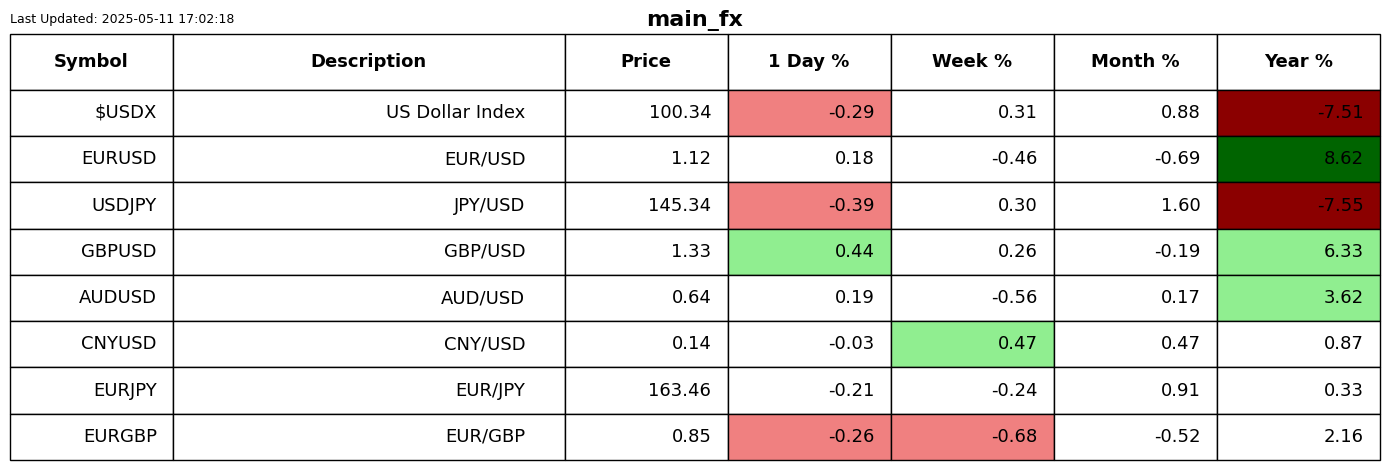 Last Updated: 2025-05-11 17:02:18
main_fx
Symbol Description Price 1 Day % Week % Month % Year %
$USDX US Dollar Index 100.34 -0.29 0.31 0.88 -7.51
EURUSD EUR/USD 1.12 0.18 -0.46 -0.69 8.62
USDJPY JPY/USD 145.34 -0.39 0.30 1.60 -7.55
GBPUSD GBP/USD 1.33 0.44 0.26 -0.19 6.33
AUDUSD AUD/USD 0.64 0.19 -0.56 0.17 3.62
CNYUSD CNY/USD 0.14 -0.03 0.47 0.47 0.87
EURJPY EUR/JPY 163.46 -0.21 -0.24 0.91 0.33
EURGBP EUR/GBP 0.85 -0.26 -0.68 -0.52 2.16